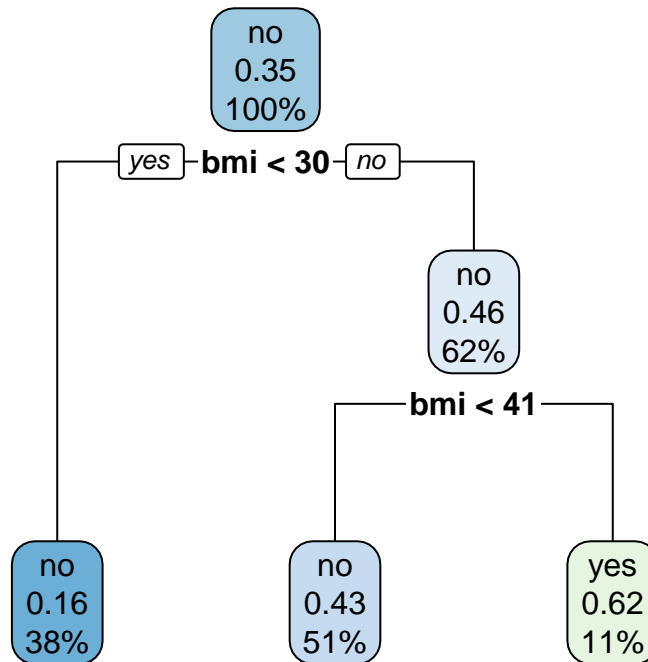 no
0.35
100%
yes bmi < 30 no
no
0.46
62%
bmi < 41
no
0.16
38%
no
0.43
51%
yes
0.62
11%